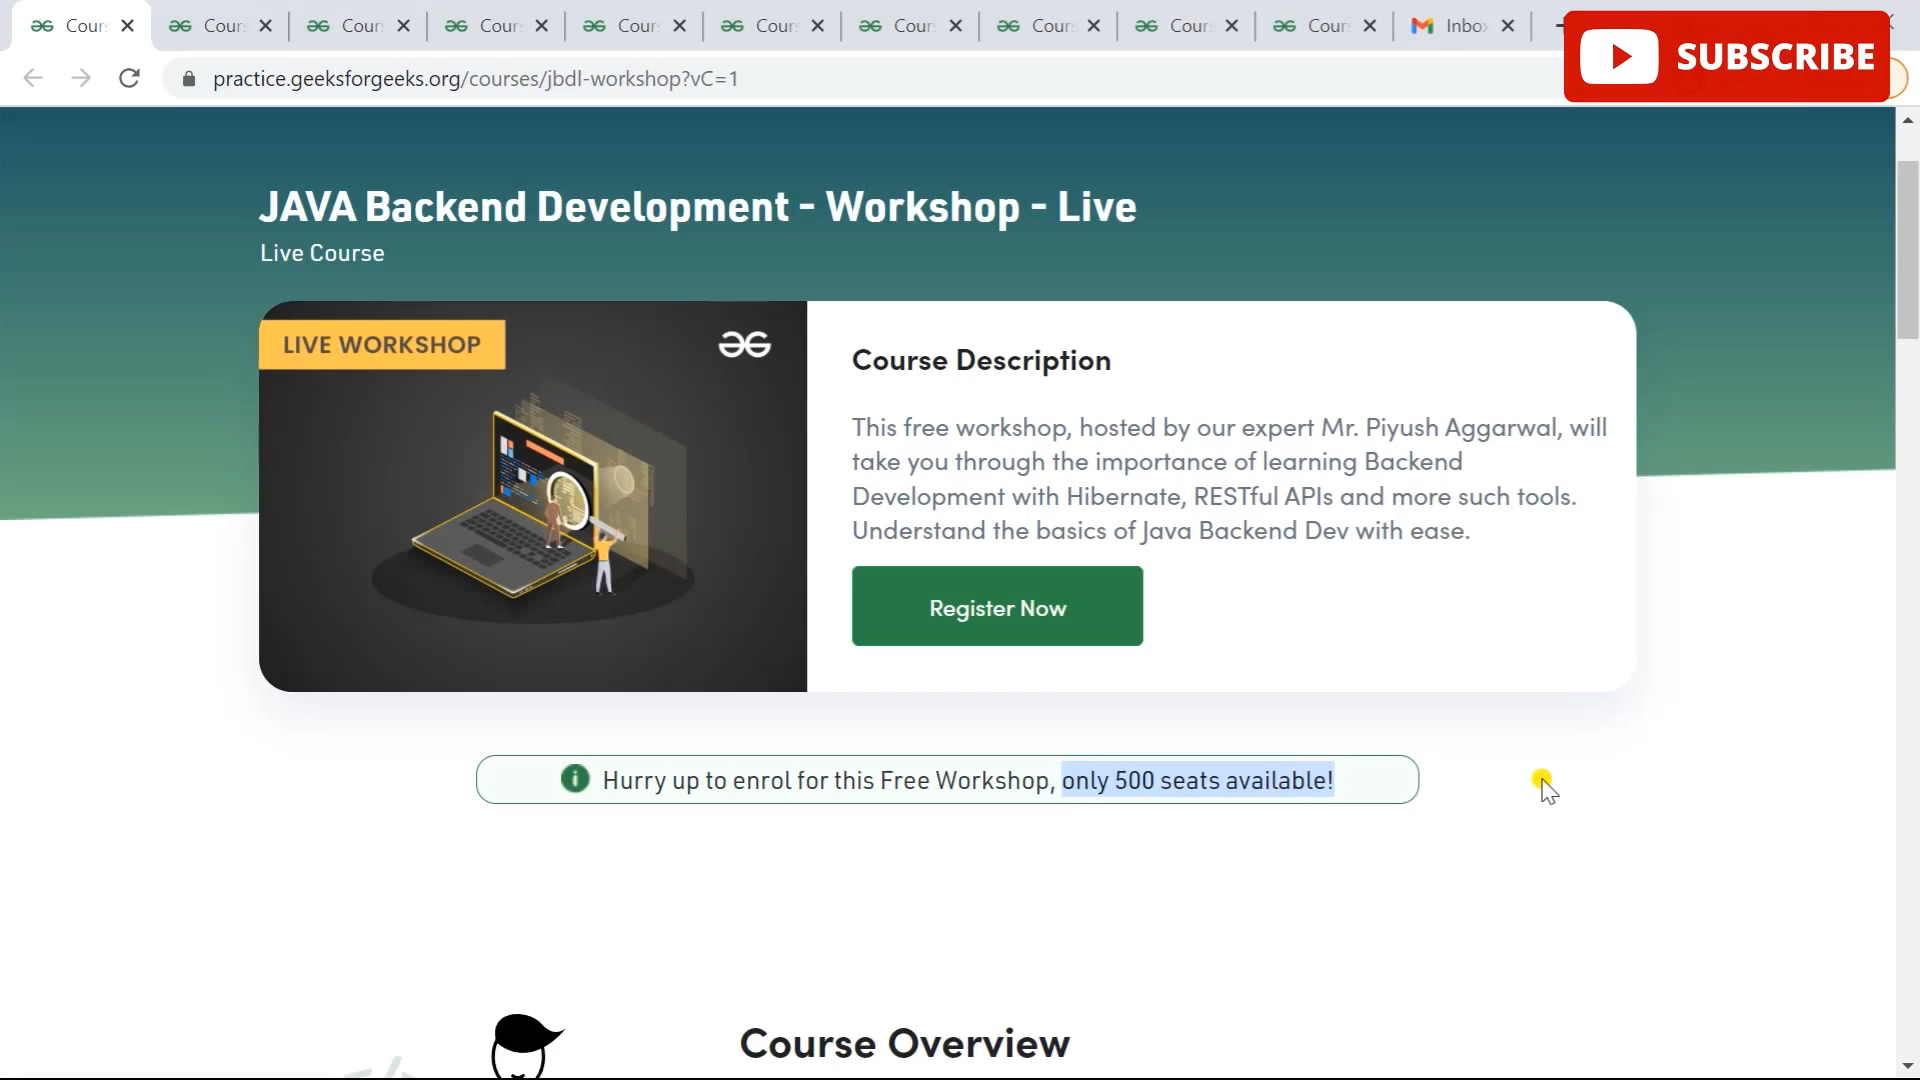 Cour
Cour
Cour
Cour
Cour
Cour
Cour
Cour
Cour
Cour
Inbo
SUBSCRIBE
practice.geeksforgeeks.org/courses/jbdl-workshop?vC=1
JAVA Backend Development - Workshop - Live
Live Course
LIVE WORKSHOP
Course Description
This free workshop, hosted by our expert Mr. Piyush Aggarwal, will
take you through the importance of learning Backend
Development with Hibernate, RESTful APIs and more such tools.
Understand the basics of Java Backend Dev with ease.
Register Now
Hurry up to enrol for this Free Workshop, only 500 seats available!
Course Overview